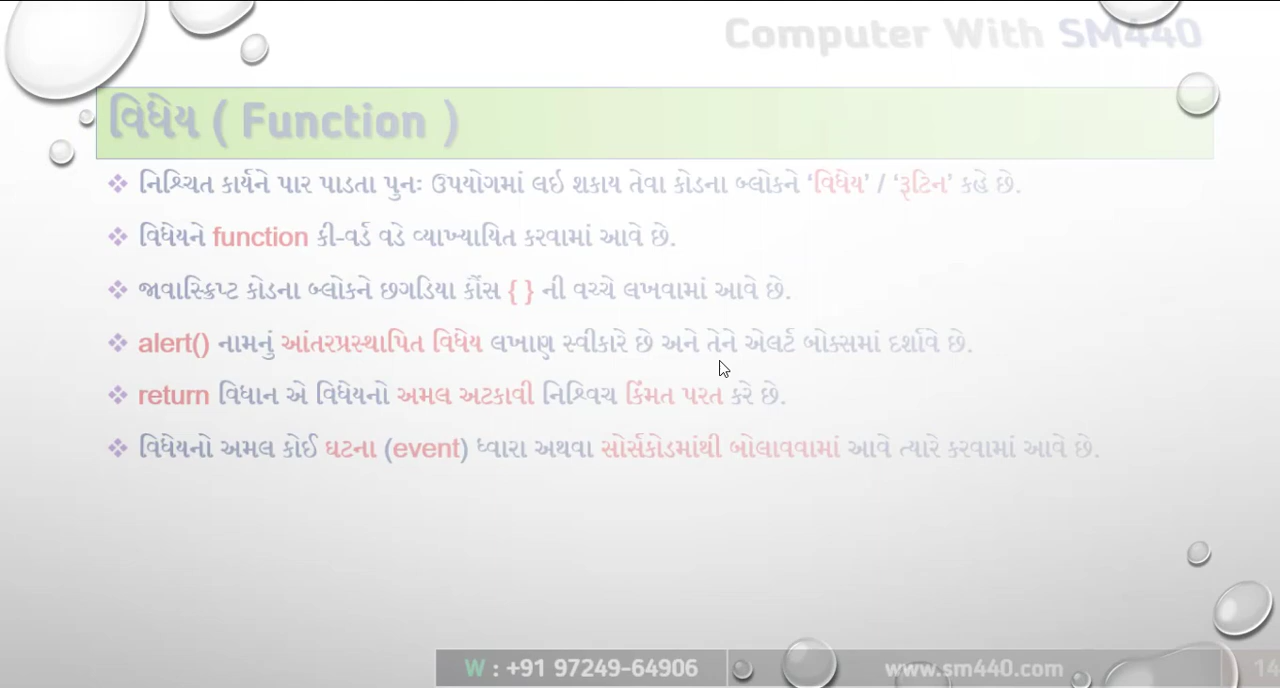 Computer With SM440
વિધેય ( Function )
❖ નિશ્ચિત કાર્યને પાર પાડતા પુનઃ ઉપયોગમાં લઇ શકાય તેવા કોડના બ્લોકને ‘વિધેય’ / ‘રૂટિન’ કહે છે.
❖ વિધેયને function કી-વર્ડ વડે વ્યાખ્યાયિત કરવામાં આવે છે.
❖ જાવાસ્ક્રિપ્ટ કોડના બ્લોકને છગડિયા કૌંસ { } ની વચ્ચે લખવામાં આવે છે.
❖ alert() નામનું આંતરપ્રસ્થાપિત વિધેય લખાણ સ્વીકારે છે અને તેને એલર્ટ બોક્સમાં દર્શાવે છે.
❖ return વિધાન એ વિધેયનો અમલ અટકાવી નિશ્વિચ કિંમત પરત કરે છે.
❖ વિધેયનો અમલ કોઈ ઘટના (event) ધ્વારા અથવા સોર્સકોડમાંથી બોલાવવામાં આવે ત્યારે કરવામાં આવે છે.
W : +91 97249-64906 www.sm440.com 14